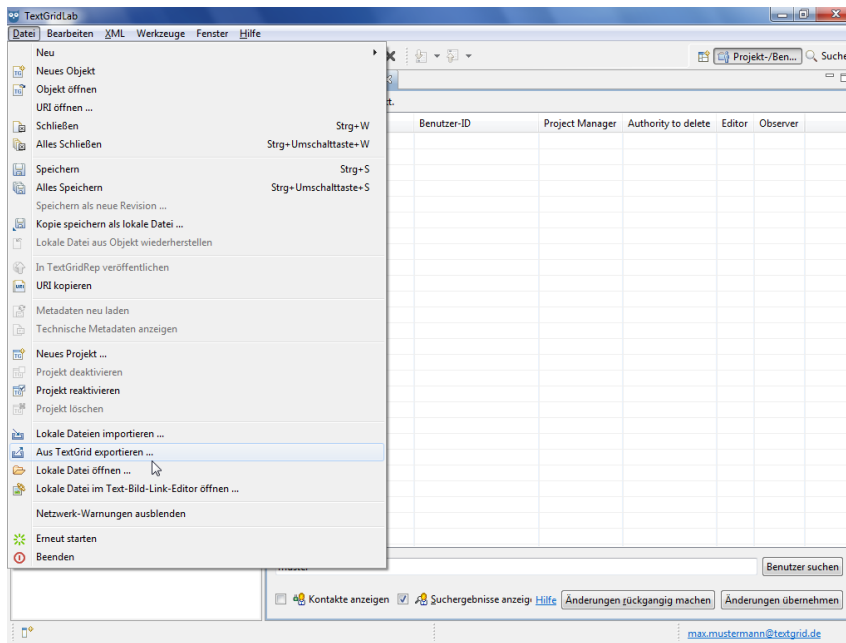 TextGridLab
Datei Bearbeiten XML Werkzeuge Fenster Hilfe
Neu
Neues Objekt
Objekt öffnen
URI öffnen ...
Schließen Strg+W
Alles Schließen Strg+Umschalttaste+W
Speichern Strg+S
Alles Speichern Strg+Umschalttaste+S
Speichern als neue Revision ...
Kopie speichern als lokale Datei ...
Lokale Datei aus Objekt wiederherstellen
In TextGridRep veröffentlichen
URI kopieren
Metadaten neu laden
Technische Metadaten anzeigen
Neues Projekt ...
Projekt deaktivieren
Projekt reaktivieren
Projekt löschen
Lokale Dateien importieren ...
Aus TextGrid exportieren ...
Lokale Datei öffnen ...
Lokale Datei im Text-Bild-Link-Editor öffnen ...
Netzwerk-Warnungen ausblenden
Erneut starten
Beenden
Projekt-/Ben... Suche
Benutzer-ID Project Manager Authority to delete Editor Observer
Benutzer suchen
Kontakte anzeigen Suchergebnisse anzeig Hilfe Änderungen rückgangig machen Änderungen übernehmen
max.mustermann@textgrid.de